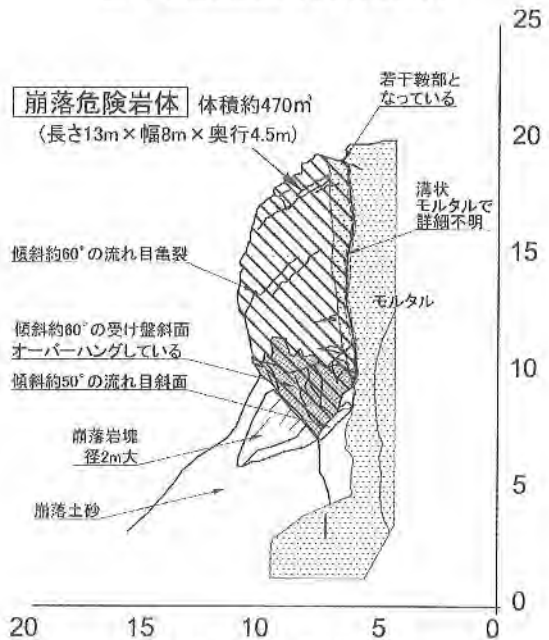 25
若干鞍部と
なっている
崩落危険岩体 体積約470㎥
(長さ13m×幅8m×奥行4.5m)
20
溝状
モルタルで
詳細不明
傾斜約60°の流れ目亀裂
15
モルタル
傾斜約60°の受け盤斜面
オーバーハングしている
10
傾斜約50°の流れ目斜面
崩落岩塊
径2m大
5
崩落土砂
0
20 15 10 5 0